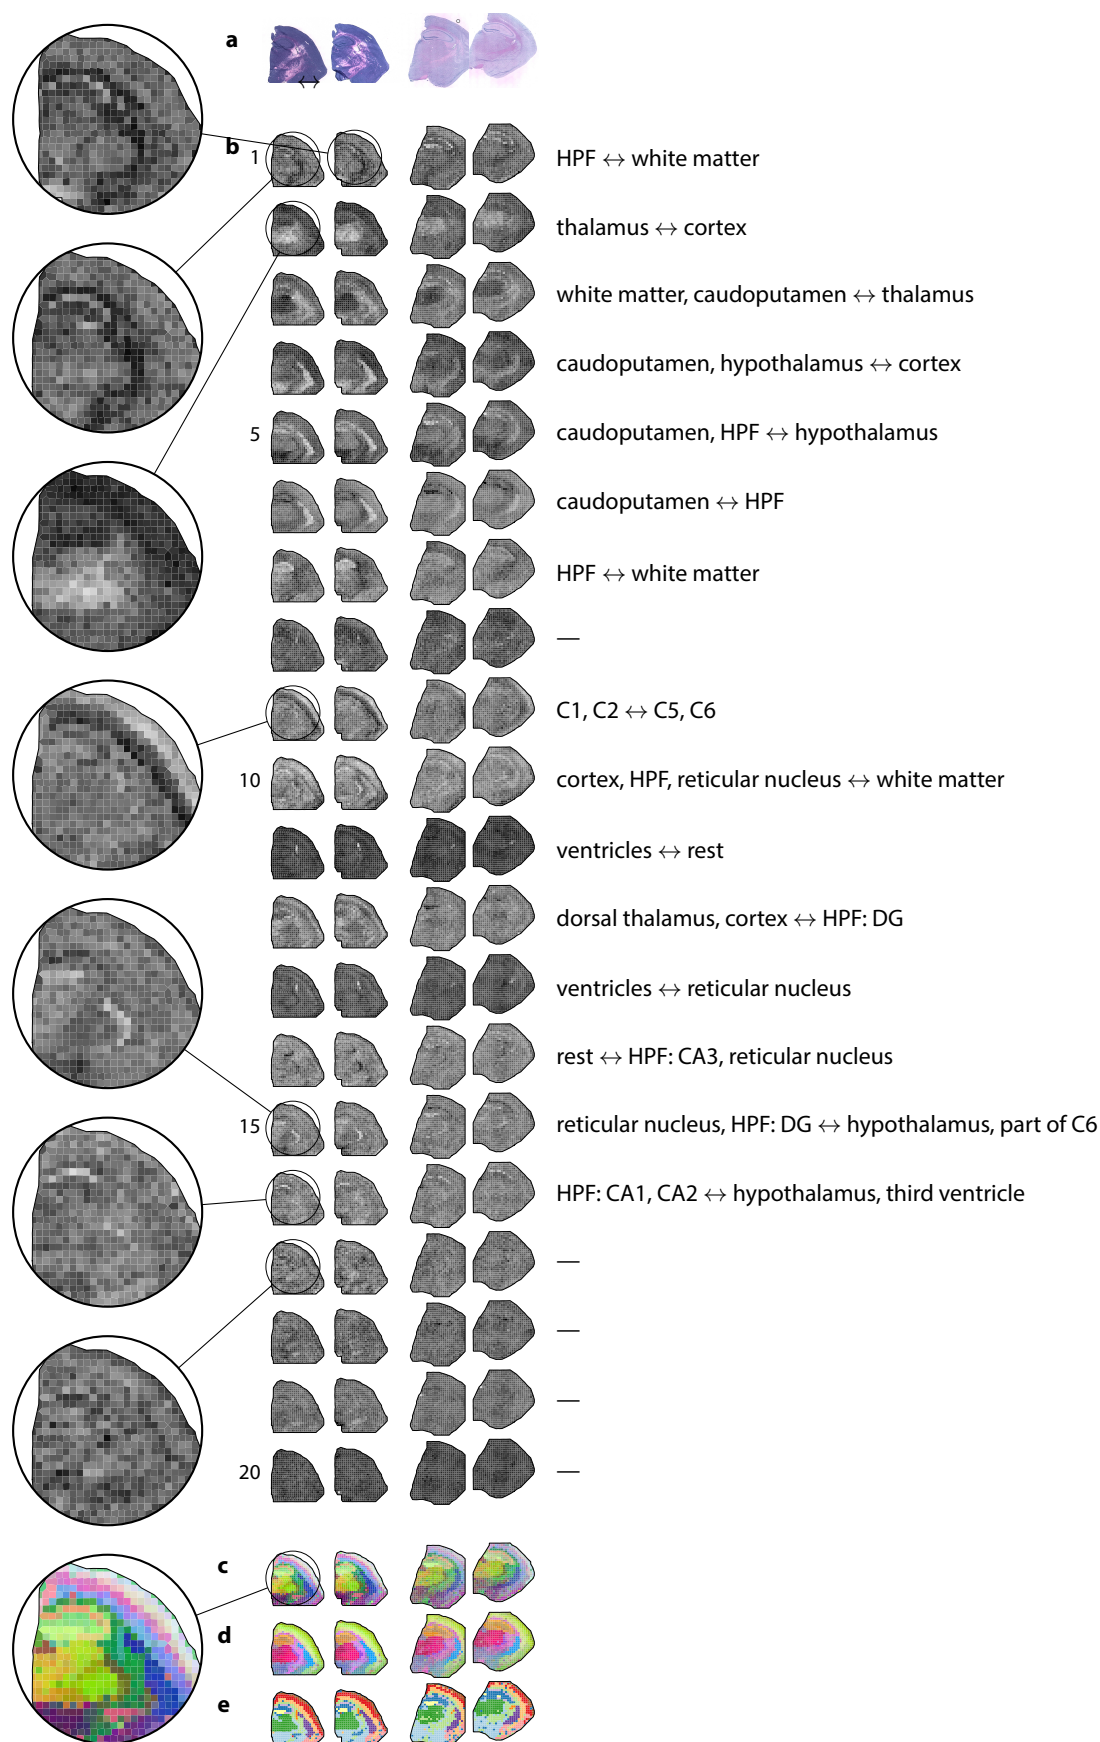 a
b
1 HPF ↔ white matter
thalamus ↔ cortex
white matter, caudoputamen ↔ thalamus
caudoputamen, hypothalamus ↔ cortex
5 caudoputamen, HPF ↔ hypothalamus
caudoputamen ↔ HPF
HPF ↔ white matter
—
C1, C2 ↔ C5, C6
10 cortex, HPF, reticular nucleus ↔ white matter
ventricles ↔ rest
dorsal thalamus, cortex ↔ HPF: DG
ventricles ↔ reticular nucleus
rest ↔ HPF: CA3, reticular nucleus
15 reticular nucleus, HPF: DG ↔ hypothalamus, part of C6
HPF: CA1, CA2 ↔ hypothalamus, third ventricle
—
—
—
20 —
c
d
e